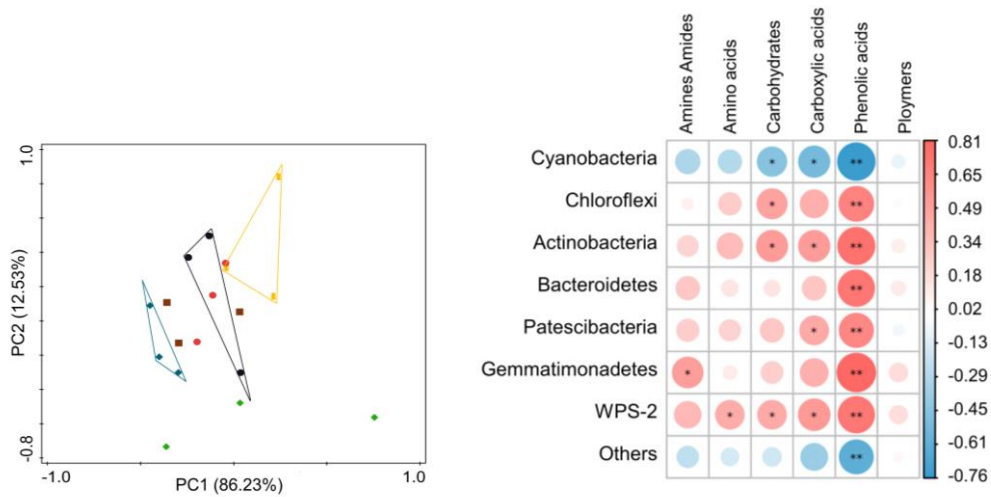 1.0
PC2 (12.53%)
-0.8
-1.0
PC1 (86.23%)
1.0
Amines Amides
Amino acids
Carbohydrates
Carboxylic acids
Phenolic acids
Ploymers
Cyanobacteria * * **
Chloroflexi * **
Actinobacteria * * **
Bacteroidetes **
Patescibacteria * **
Gemmatimonadetes * **
WPS-2 * * * **
Others **
0.81
0.65
0.49
0.34
0.18
0.02
-0.13
-0.29
-0.45
-0.61
-0.76